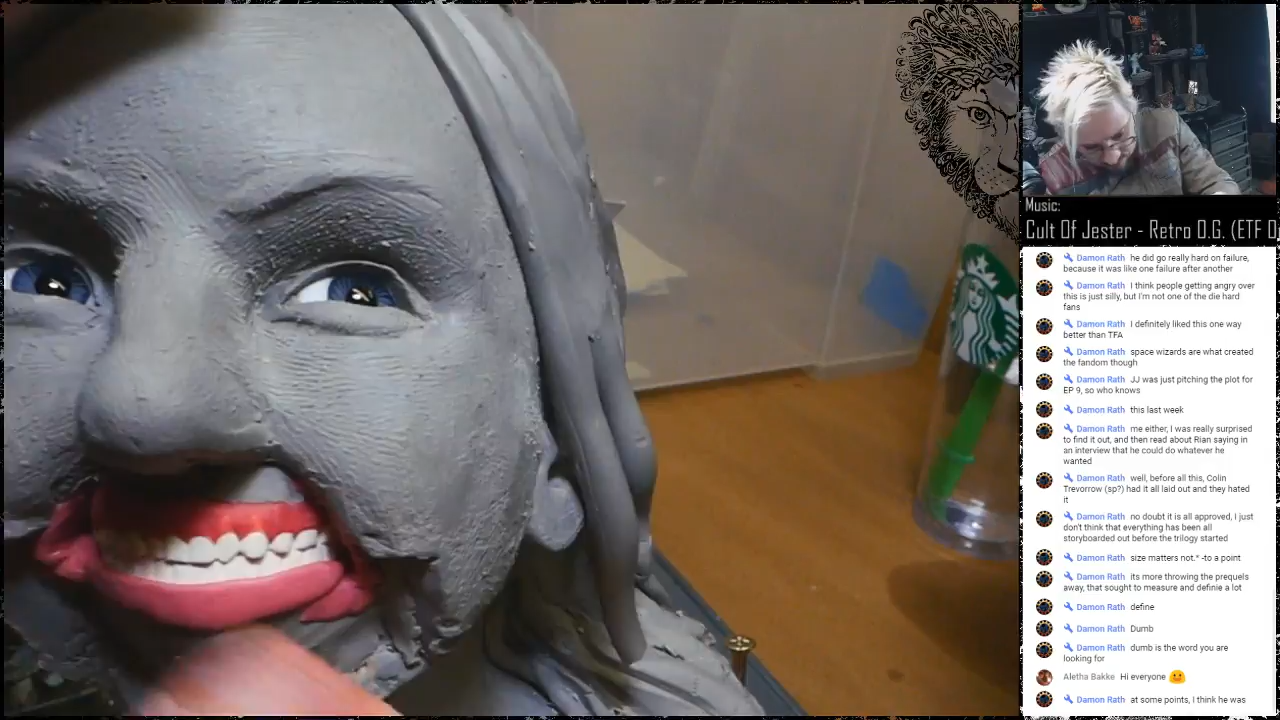 Music:
Cult Of Jester - Retro O.G. (ETF O
Damon Rath he did go really hard on failure,
because it was like one failure after another
Damon Rath I think people getting angry over
this is just silly, but I'm not one of the die hard
fans
Damon Rath I definitely liked this one way
better than TFA
Damon Rath space wizards are what created
the fandom though
Damon Rath JJ was just pitching the plot for
EP 9, so who knows
Damon Rath this last week
Damon Rath me either, I was really surprised
to find it out, and then read about Rian saying in
an interview that he could do whatever he
wanted
Damon Rath well, before all this, Colin
Trevorrow (sp?) had it all laid out and they hated
it
Damon Rath no doubt it is all approved, I just
don't think that everything has been all
storyboarded out before the trilogy started
Damon Rath size matters not.* -to a point
Damon Rath its more throwing the prequels
away, that sought to measure and definie a lot
Damon Rath define
Damon Rath Dumb
Damon Rath dumb is the word you are
looking for
Aletha Bakke Hi everyone
Damon Rath at some points, I think he was